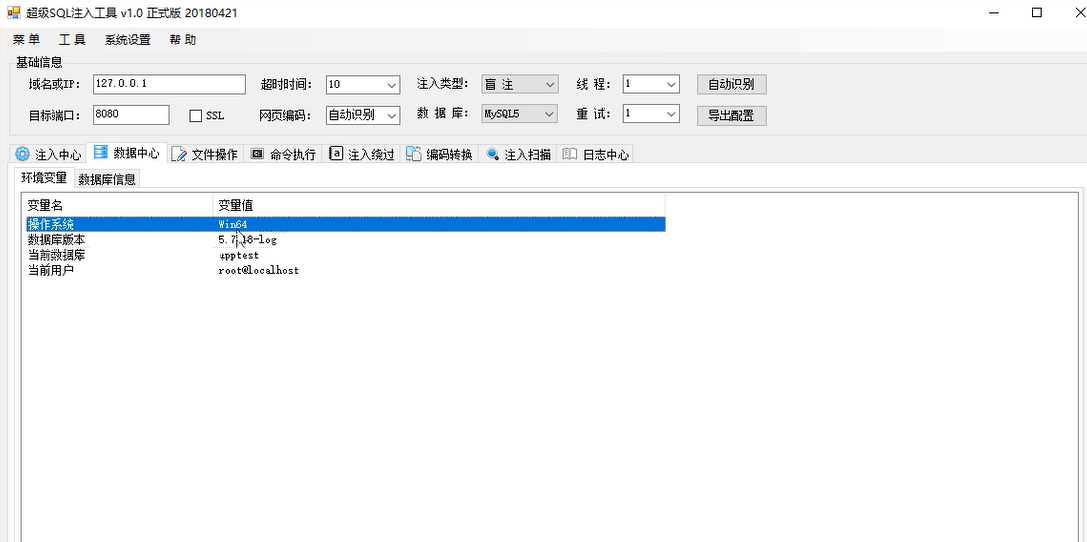 超级SQL注入工具 v1.0 正式版 20180421
菜 单 工 具 系统设置 帮 助
基础信息
域名或IP: 127.0.0.1 超时时间: 10 注入类型: 盲 注 线 程: 1 自动识别
目标端口: 8080 SSL 网页编码: 自动识别 数 据 库: MySQL5 重 试: 1 导出配置
注入中心 数据中心 文件操作 命令执行 注入绕过 编码转换 注入扫描 日志中心
环境变量 数据库信息
变量名 变量值
操作系统 Win64
数据库版本 5.7.18-log
当前数据库 apptest
当前用户 root@localhost